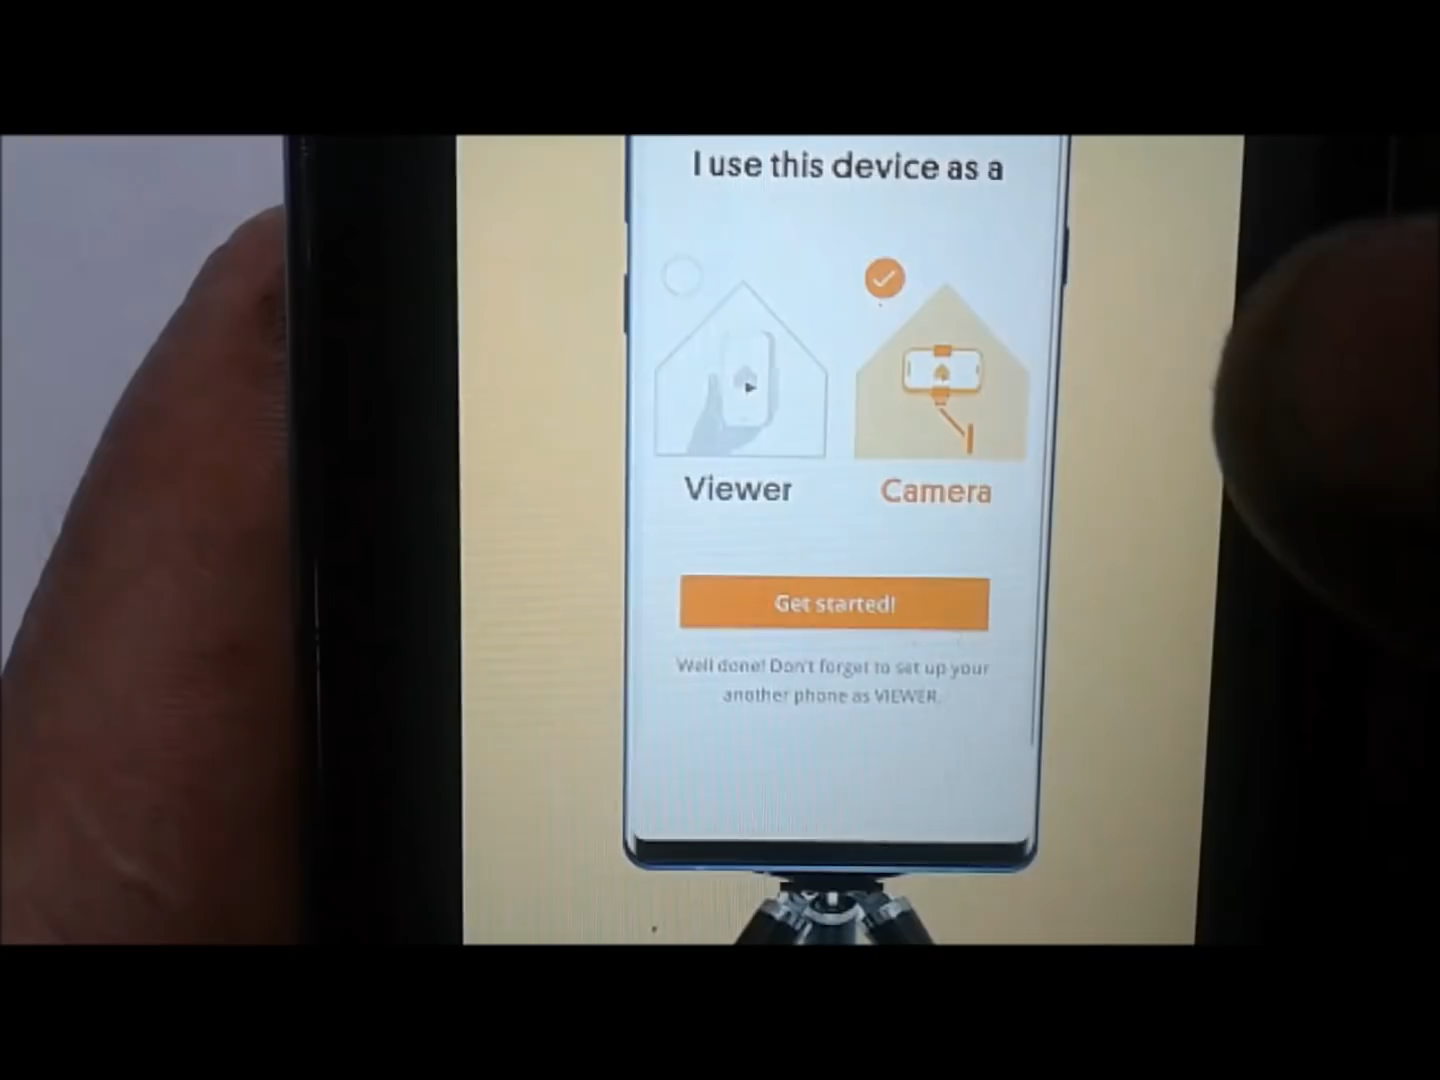 I use this device as a
Viewer
Camera
Get started!
Well done! Don't forget to set up your
another phone as VIEWER.